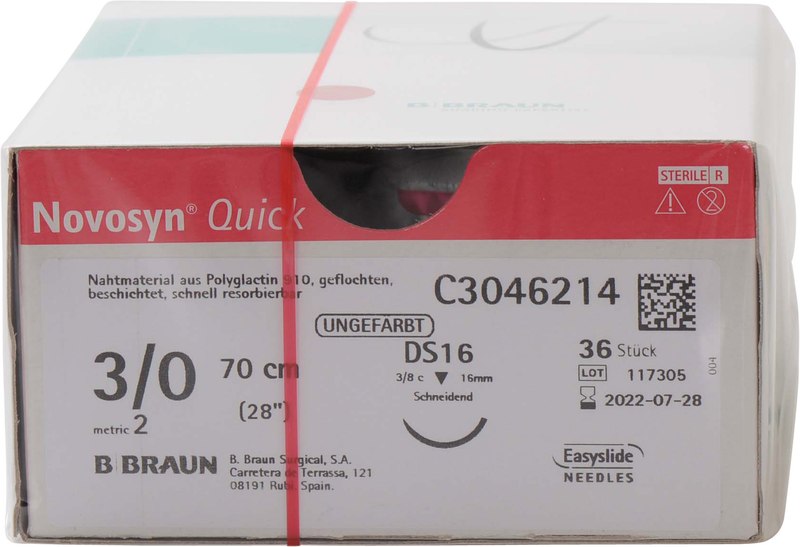 B BRAUN
STERILE R
Novosyn® Quick
Nahtmaterial aus Polyglactin 910, geflochten,
beschichtet, schnell resorbierbar
C3046214
UNGEFÄRBT
3/0 70 cm
(28")
metric 2
DS16
3/8 c 16mm
Schneidend
36 Stück
LOT 117305
2022-07-28
004
B BRAUN
B. Braun Surgical, S.A.
Carretera de Terrassa, 121
08191 Rubí, Spain.
Easyslide
NEEDLES